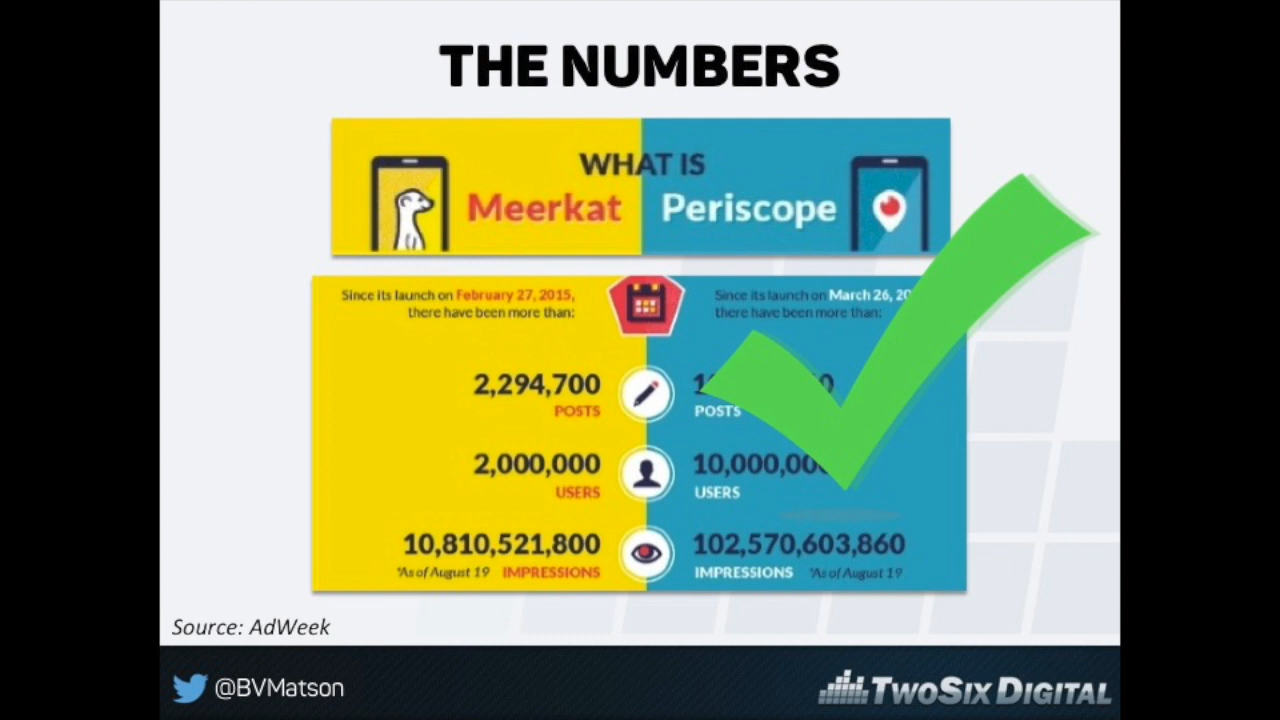 THE NUMBERS
WHAT IS
Meerkat Periscope
Since its launch on February 27, 2015,
there have been more than:
Since its launch on March 26,
there have been more than:
2,294,700
POSTS
POSTS
2,000,000
USERS
USERS
10,810,521,800
*As of August 19 IMPRESSIONS
102,570,603,860
IMPRESSIONS *As of August 19
Source: AdWeek
@BVMatson
TWOSIX DIGITAL